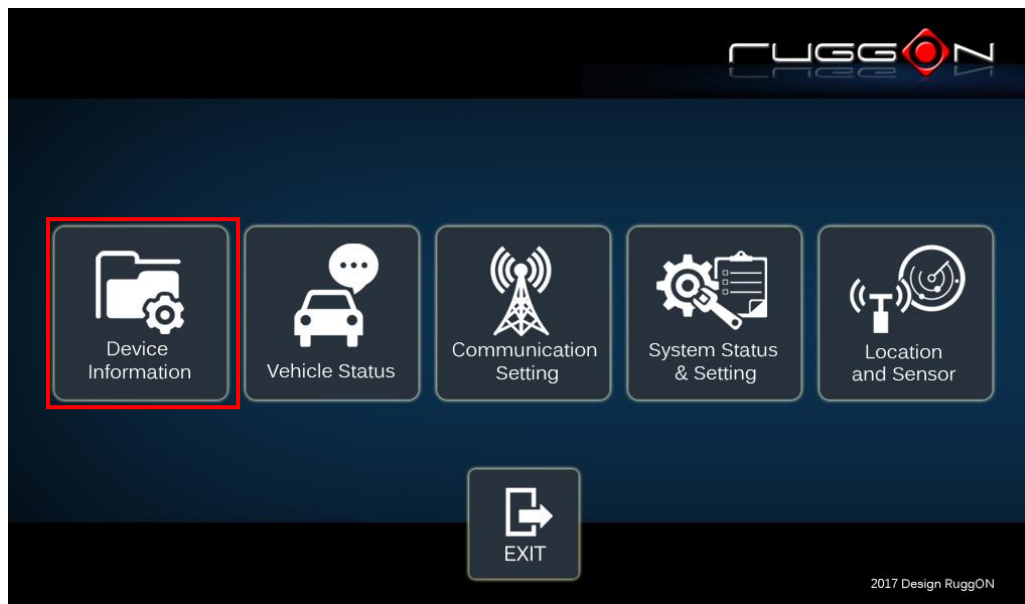 RUGGON
Device
Information
Vehicle Status
Communication
Setting
System Status
& Setting
Location
and Sensor
EXIT
2017 Design RuggON